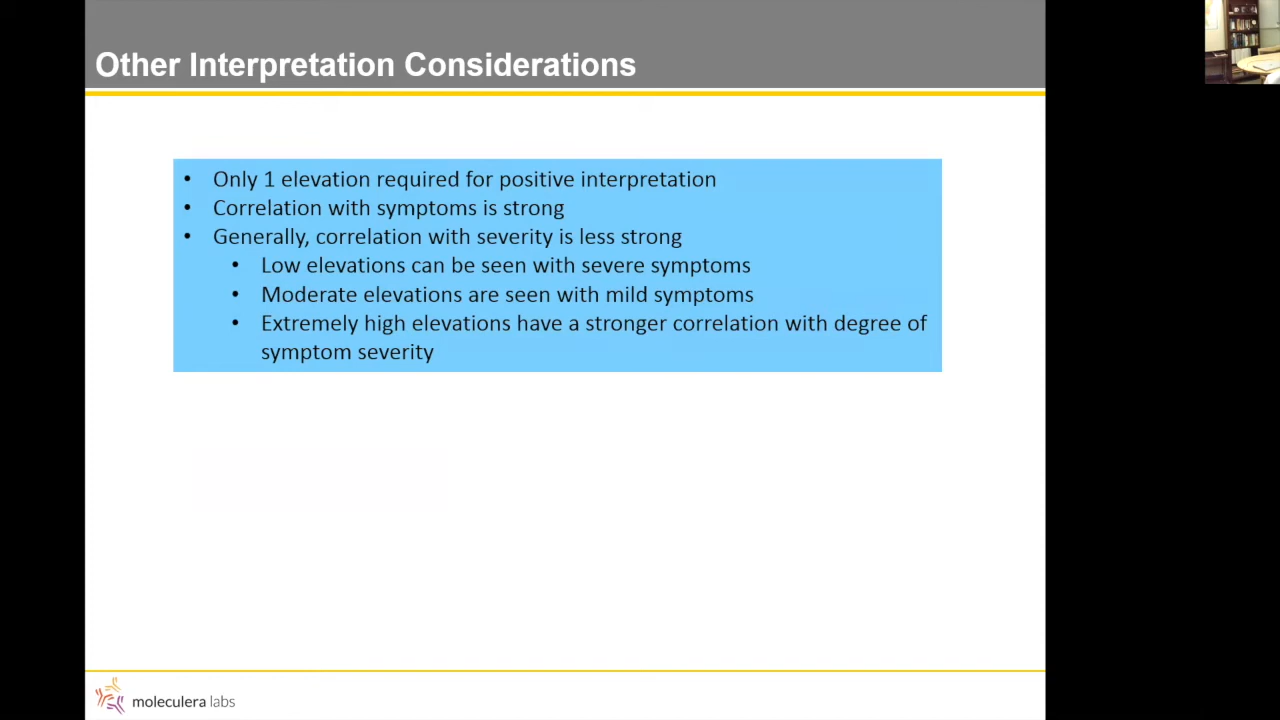 Other Interpretation Considerations
• Only 1 elevation required for positive interpretation
• Correlation with symptoms is strong
• Generally, correlation with severity is less strong
• Low elevations can be seen with severe symptoms
• Moderate elevations are seen with mild symptoms
• Extremely high elevations have a stronger correlation with degree of
symptom severity
moleculera labs